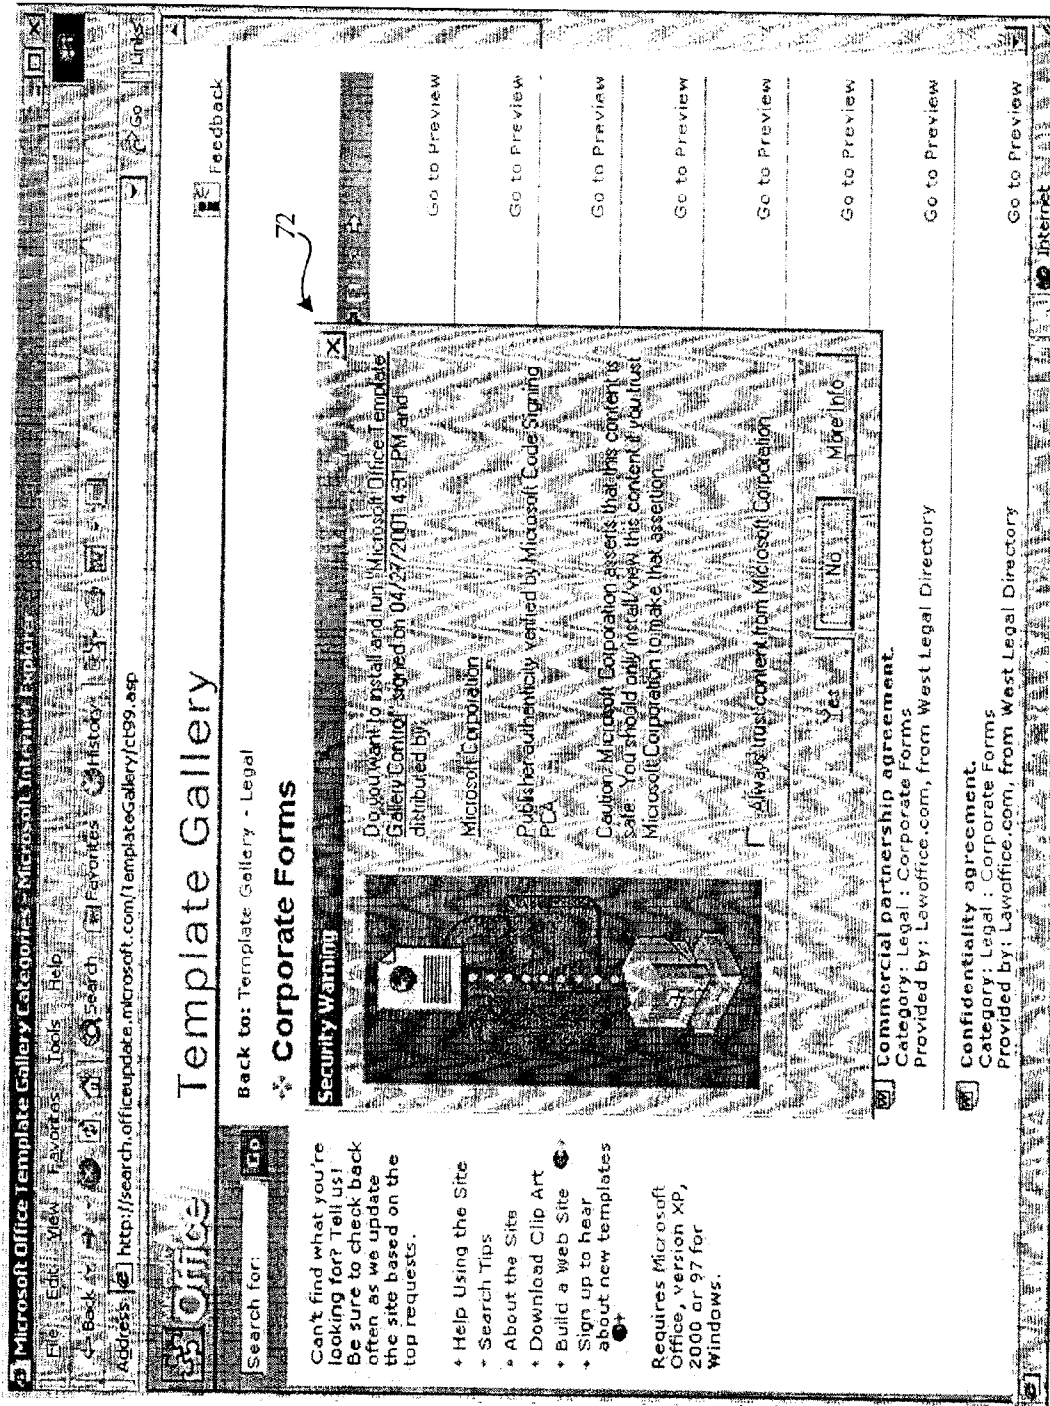 Microsoft Office Template Gallery Categories - Microsoft Internet Explorer
File Edit View Favorites Tools Help
Back Search Favorites History
Address http://search.officeupdate.microsoft.com/TemplateGallery/ct99.asp Go Links
Office
Template Gallery
Feedback
Search for: Go
Back to: Template Gallery - Legal
Corporate Forms
72
Can't find what you're
looking for? Tell us!
Be sure to check back
often as we update
the site based on the
top requests.
Help Using the Site
Search Tips
About the Site
Download Clip Art
Build a Web Site
Sign up to hear
about new templates
Requires Microsoft
Office, version XP,
2000 or 97 for
Windows.
Security Warning
Do you want to install and run "Microsoft Office Template
Gallery Control" signed on 04/27/2001 4:31 PM and
distributed by:
Microsoft Corporation
Publisher authenticity verified by Microsoft Code Signing
PCA
Caution: Microsoft Corporation asserts that this content is
safe. You should only install/view this content if you trust
Microsoft Corporation to make that assertion.
Always trust content from Microsoft Corporation
Yes No More Info
Go to Preview
Go to Preview
Go to Preview
Go to Preview
Go to Preview
Go to Preview
Commercial partnership agreement.
Category: Legal : Corporate Forms
Provided by: Lawoffice.com, from West Legal Directory
Go to Preview
Confidentiality agreement.
Category: Legal : Corporate Forms
Provided by: Lawoffice.com, from West Legal Directory
Go to Preview
Internet